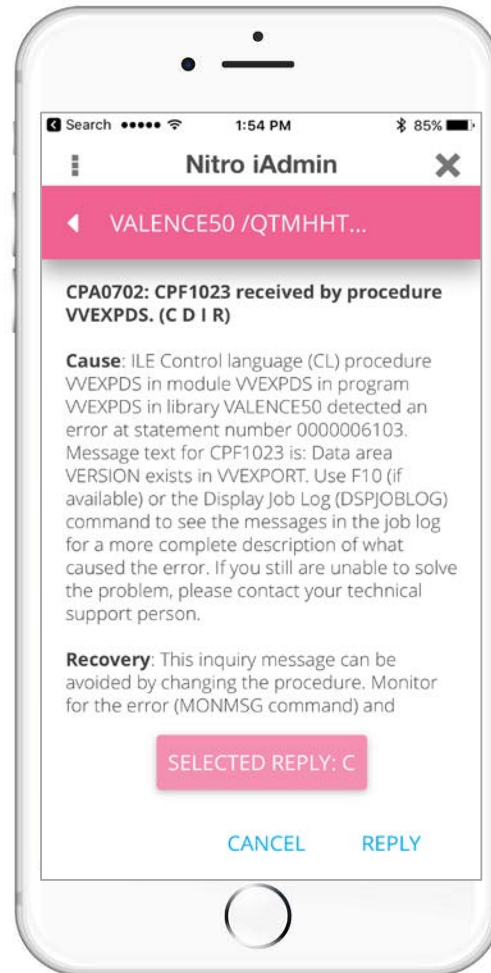 Search
1:54 PM
85%
Nitro iAdmin
VALENCE50 /QTMHHT...
CPA0702: CPF1023 received by procedure
VVEXPDS. (C D I R)
Cause: ILE Control language (CL) procedure
VVEXPDS in module VVEXPDS in program
VVEXPDS in library VALENCE50 detected an
error at statement number 0000006103.
Message text for CPF1023 is: Data area
VERSION exists in VVEXPORT. Use F10 (if
available) or the Display Job Log (DSPJOBLOG)
command to see the messages in the job log
for a more complete description of what
caused the error. If you still are unable to solve
the problem, please contact your technical
support person.
Recovery: This inquiry message can be
avoided by changing the procedure. Monitor
for the error (MONMSG command) and
SELECTED REPLY: C
CANCEL REPLY